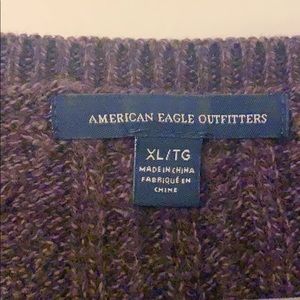 AMERICAN EAGLE OUTFITTERS
XL/TG
MADE IN CHINA
FABRIQUÉ EN
CHINE